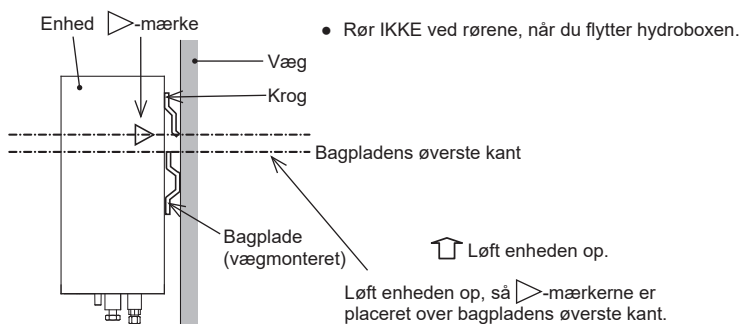 Enhed ▷-mærke
● Rør IKKE ved rørene, når du flytter hydroboxen.
Væg
Krog
Bagpladens øverste kant
Bagplade
(vægmonteret)
⇧ Løft enheden op.
Løft enheden op, så ▷-mærkerne er
placeret over bagpladens øverste kant.